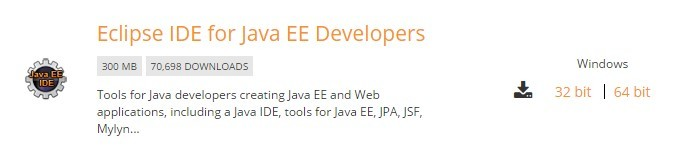 Eclipse IDE for Java EE Developers
300 MB 70,698 DOWNLOADS
Java EE
IDE
Tools for Java developers creating Java EE and Web
applications, including a Java IDE, tools for Java EE, JPA, JSF,
Mylyn...
Windows
32 bit | 64 bit